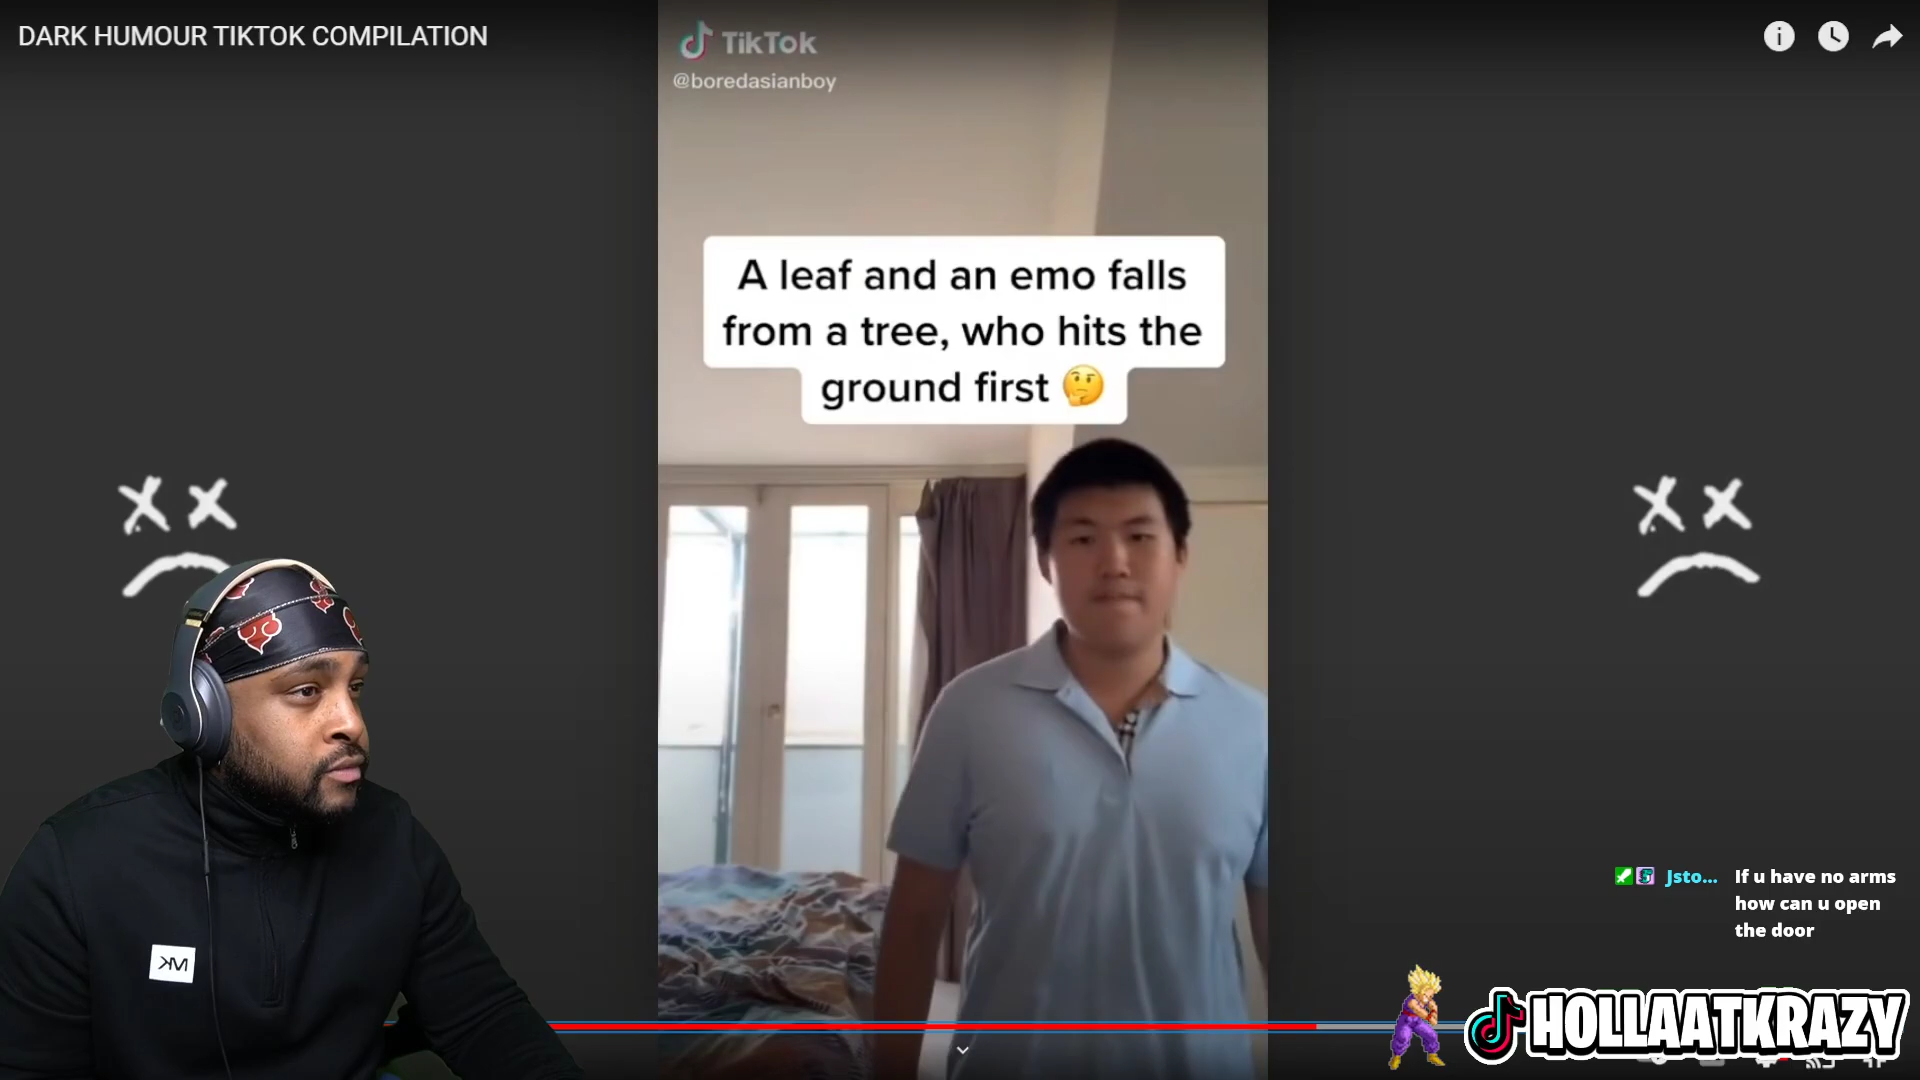 DARK HUMOUR TIKTOK COMPILATION
TikTok
@boredasianboy
A leaf and an emo falls
from a tree, who hits the
ground first 🤔
Jsto... If u have no arms
how can u open
the door
HOLLAATKRAZY